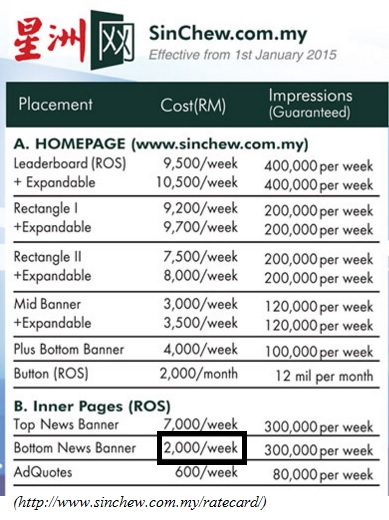 星洲网 SinChew.com.my
Effective from 1st January 2015
Placement Cost(RM) Impressions (Guaranteed)
A. HOMEPAGE (www.sinchew.com.my)
Leaderboard (ROS) 9,500/week 400,000 per week
+ Expandable 10,500/week 400,000 per week
Rectangle I 9,200/week 200,000 per week
+Expandable 9,700/week 200,000 per week
Rectangle II 7,500/week 200,000 per week
+Expandable 8,000/week 200,000 per week
Mid Banner 3,000/week 120,000 per week
+Expandable 3,500/week 120,000 per week
Plus Bottom Banner 4,000/week 100,000 per week
Button (ROS) 2,000/month 12 mil per month
B. Inner Pages (ROS)
Top News Banner 7,000/week 300,000 per week
Bottom News Banner 2,000/week 300,000 per week
AdQuotes 600/week 80,000 per week
(http://www.sinchew.com.my/ratecard/)